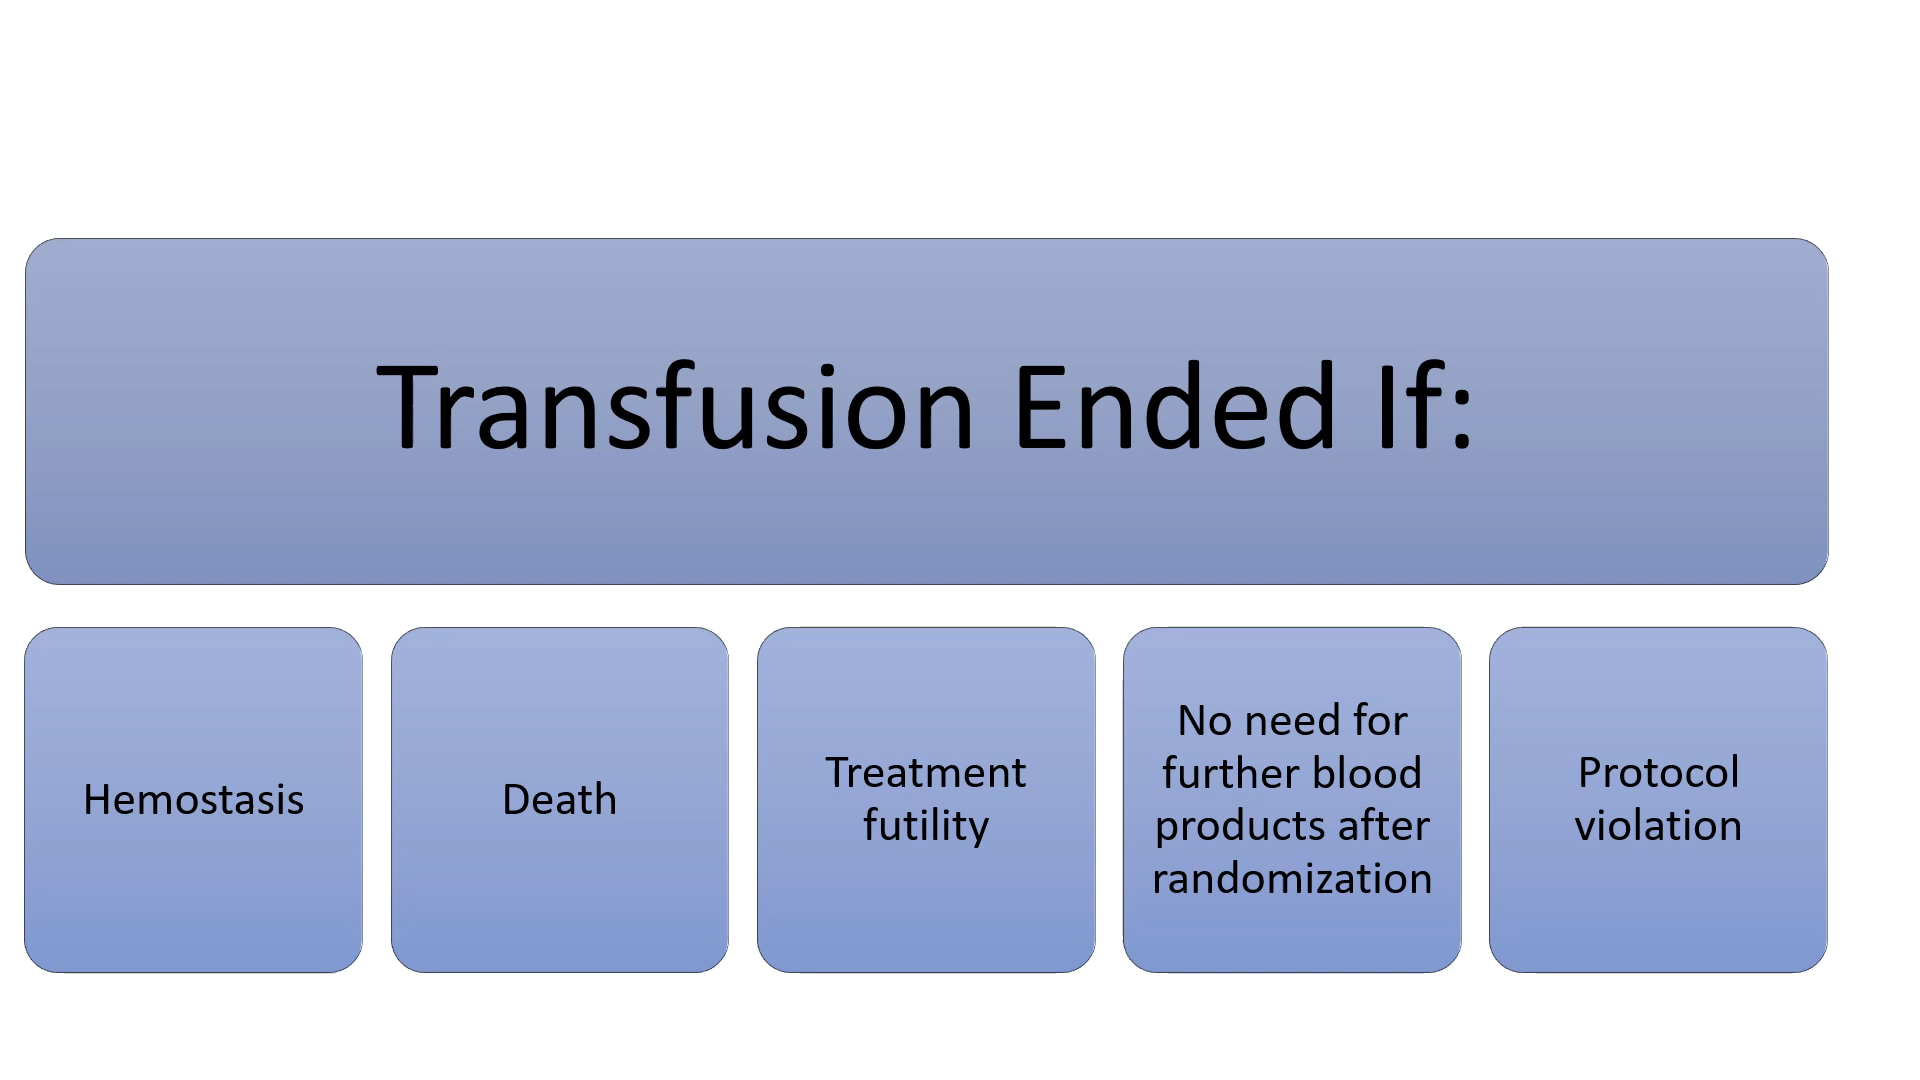 Transfusion Ended If:
Hemostasis
Death
Treatment
futility
No need for
further blood
products after
randomization
Protocol
violation